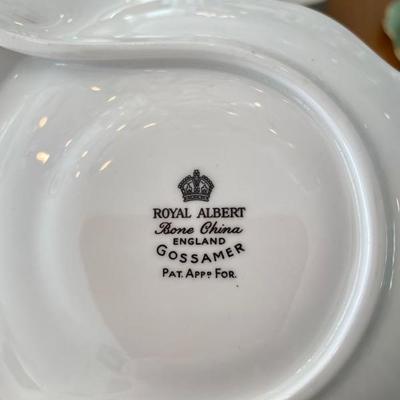 ROYAL ALBERT
Bone China
ENGLAND
GOSSAMER
PAT. APPD FOR.